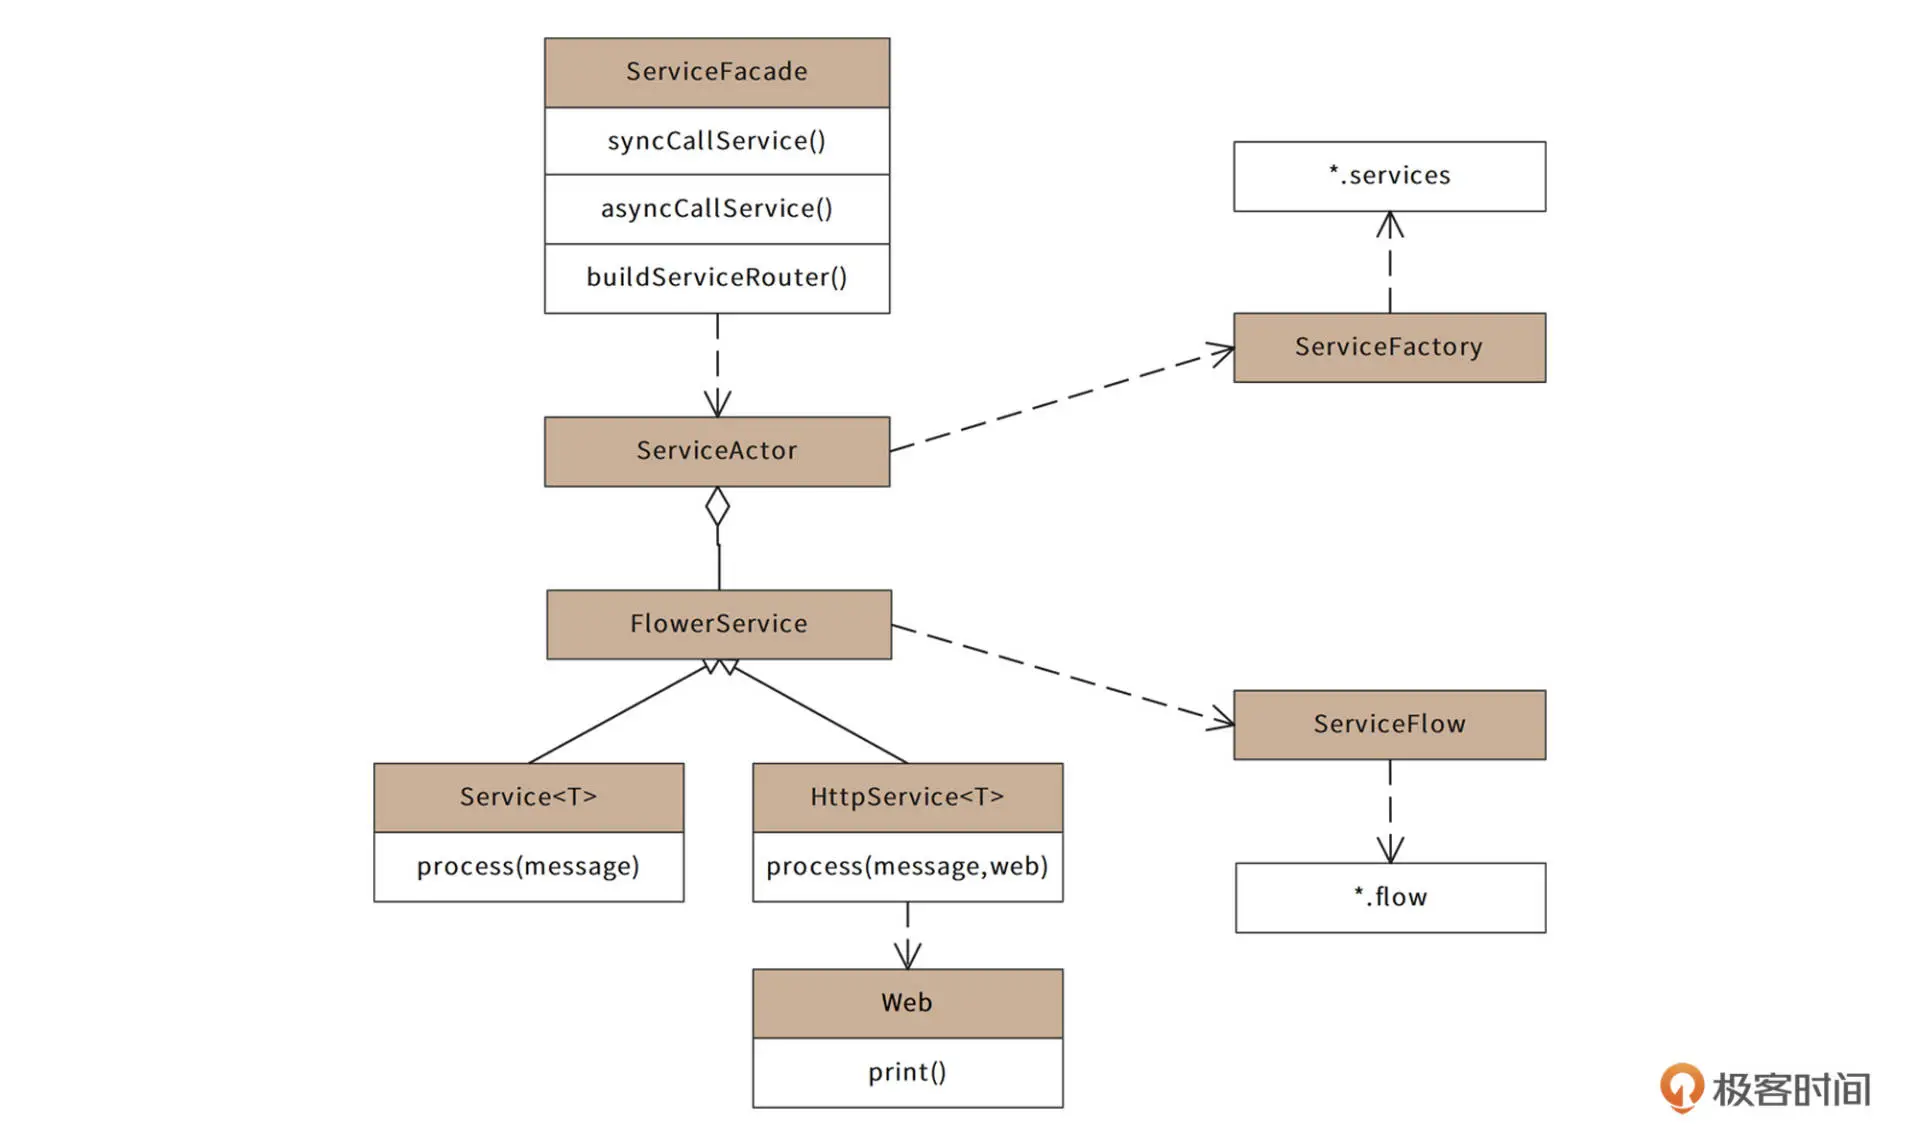 ServiceFacade
syncCallService()
asyncCallService()
buildServiceRouter()
*.services
ServiceFactory
ServiceActor
FlowerService
ServiceFlow
Service<T>
process(message)
HttpService<T>
process(message,web)
*.flow
Web
print()
极客时间